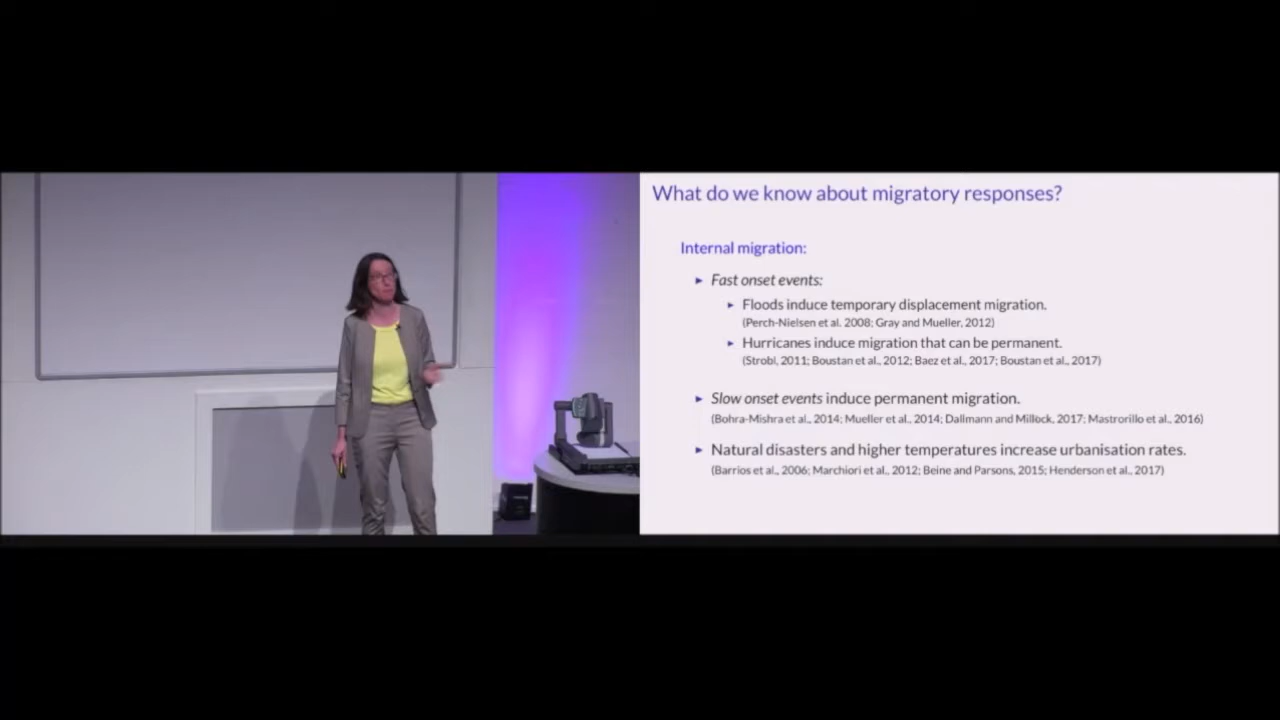 What do we know about migratory responses?
Internal migration:
Fast onset events:
Floods induce temporary displacement migration.
(Perch-Nielsen et al. 2008; Gray and Mueller, 2012)
Hurricanes induce migration that can be permanent.
(Strobl, 2011; Boustan et al., 2012; Baez et al., 2017; Boustan et al., 2017)
Slow onset events induce permanent migration.
(Bohra-Mishra et al., 2014; Mueller et al., 2014; Dallmann and Millock, 2017; Mastrorillo et al., 2016)
Natural disasters and higher temperatures increase urbanisation rates.
(Barrios et al., 2006; Marchiori et al., 2012; Beine and Parsons, 2015; Henderson et al., 2017)